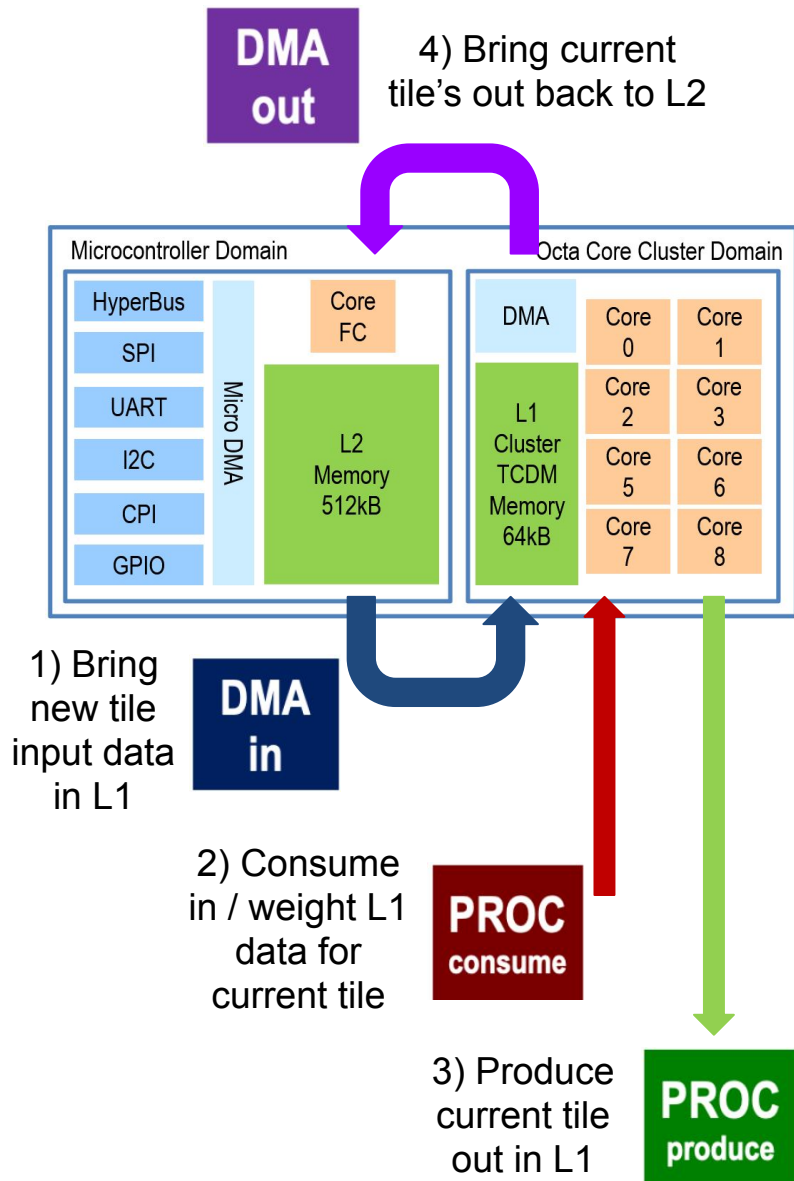 DMA
out
4) Bring current
tile's out back to L2
Microcontroller Domain
Octa Core Cluster Domain
HyperBus
SPI
UART
I2C
CPI
GPIO
Micro DMA
Core
FC
L2
Memory
512kB
DMA
L1
Cluster
TCDM
Memory
64kB
Core
0
Core
1
Core
2
Core
3
Core
5
Core
6
Core
7
Core
8
1) Bring
new tile
input data
in L1
DMA
in
2) Consume
in / weight L1
data for
current tile
PROC
consume
3) Produce
current tile
out in L1
PROC
produce